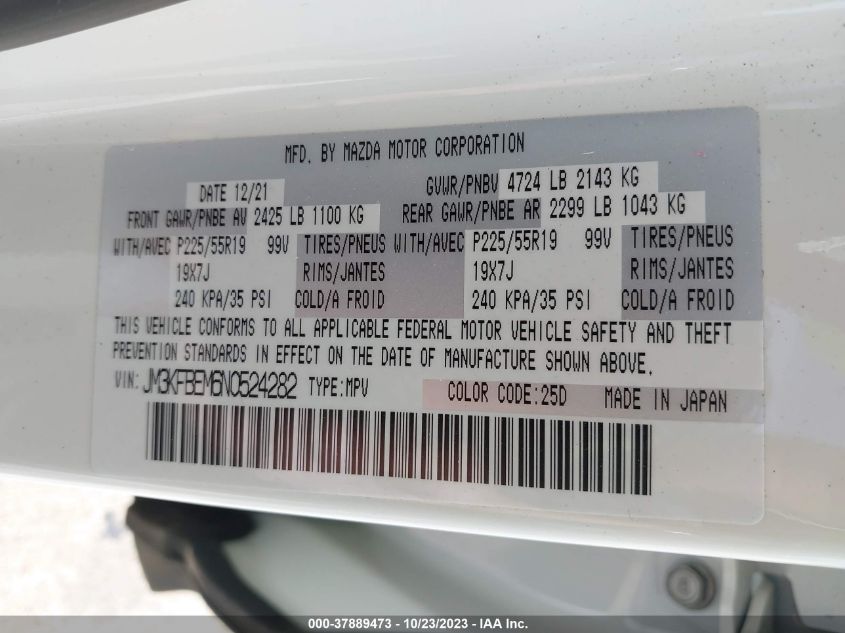 MFD. BY MAZDA MOTOR CORPORATION
DATE 12/21 GVWR/PNBV 4724 LB 2143 KG
FRONT GAWR/PNBE AV 2425 LB 1100 KG REAR GAWR/PNBE AR 2299 LB 1043 KG
WITH/AVEC P225/55R19 99V TIRES/PNEUS WITH/AVEC P225/55R19 99V TIRES/PNEUS
19X7J RIMS/JANTES 19X7J RIMS/JANTES
240 KPA/35 PSI COLD/A FROID 240 KPA/35 PSI COLD/A FROID
THIS VEHICLE CONFORMS TO ALL APPLICABLE FEDERAL MOTOR VEHICLE SAFETY AND THEFT
PREVENTION STANDARDS IN EFFECT ON THE DATE OF MANUFACTURE SHOWN ABOVE.
VIN: JM3KFBEM6N0524282 TYPE:MPV COLOR CODE:25D MADE IN JAPAN
000-37889473 - 10/23/2023 - IAA Inc.